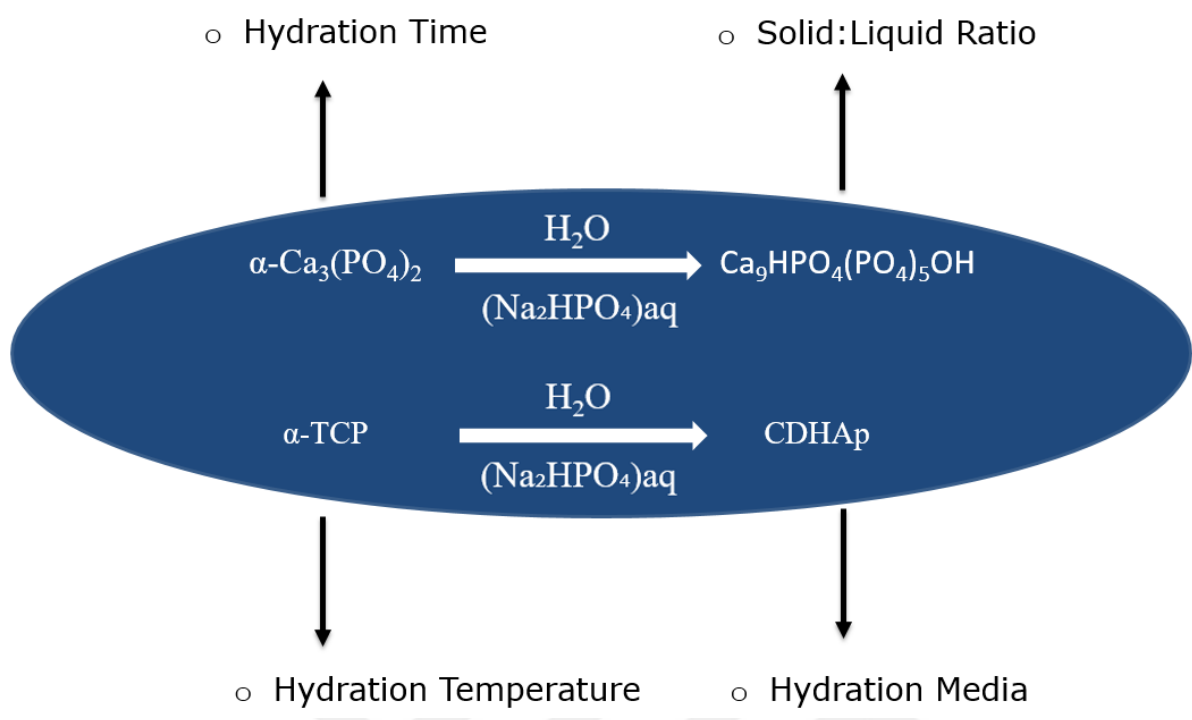 o Hydration Time
o Solid:Liquid Ratio
H₂O
α-Ca₃(PO₄)₂
Ca₉HPO₄(PO₄)₅OH
(Na₂HPO₄)aq
H₂O
α-TCP
CDHAp
(Na₂HPO₄)aq
o Hydration Temperature
o Hydration Media